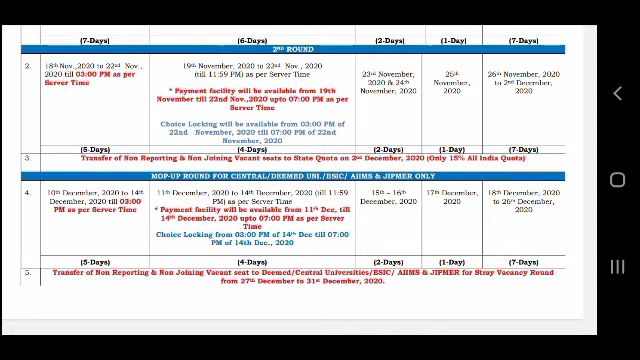 (7-Days) (6-Days) (2-Days) (1-Day) (7-Days)
2ND ROUND
2. 18th Nov.,2020 to 22nd Nov., 2020 till 03:00 PM as per Server Time
19th November, 2020 to 22nd Nov., 2020
(till 11:59 PM) as per Server Time
* Payment facility will be available from 19th
November till 22nd Nov., 2020 upto 07:00 PM as per
Server Time
Choice Locking will be available from 03:00 PM of
22nd November, 2020 till 07:00 PM of 22nd
November, 2020
23rd November,
2020 & 24th
November, 2020
25th
November,
2020
26th November, 2020
to 2nd December,
2020
(5-Days) (4-Days) (2-Days) (1-Day) (7-Days)
3. Transfer of Non Reporting & Non Joining Vacant seats to State Quota on 2nd December, 2020 (Only 15% All India Quota)
MOP-UP ROUND FOR CENTRAL/DEEMED UNI./ESIC/ AIIMS & JIPMER ONLY
4. 10th December, 2020 to 14th
December, 2020 till 03:00
PM as per Server Time
11th December, 2020 to 14th December, 2020 (till 11:59
PM) as per Server Time
* Payment facility will be available from 11th Dec, till
14th December, 2020 upto 07:00 PM as per Server
Time
Choice Locking from 03:00 PM of 14th Dec till 07:00
PM of 14th Dec., 2020
15th – 16th
December, 2020
17th December,
2020
18th December, 2020
to 26th December,
2020
(5-Days) (4-Days) (2-Days) (1-Day) (7-Days)
5. Transfer of Non Reporting & Non Joining Vacant seat to Deemed/Central Universities/ESIC/ AIIMS & JIPMER for Stray Vacancy Round
from 27th December to 31st December, 2020.